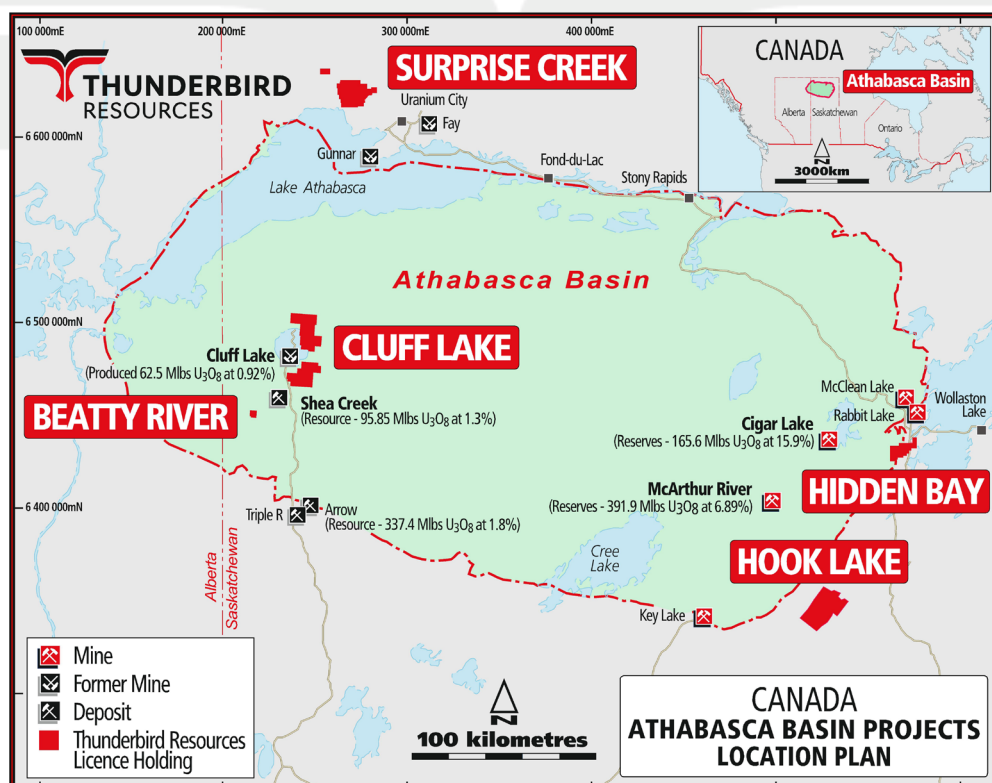 100 000mE
200 000mE
300 000mE
400 000mE
THUNDERBIRD
RESOURCES
SURPRISE CREEK
CANADA
Athabasca Basin
Alberta
Saskatchewan
Ontario
N
3000km
Uranium City
Fay
6 600 000mN
Gunnar
Lake Athabasca
Fond-du-Lac
Stony Rapids
Athabasca Basin
6 500 000mN
Cluff Lake
(Produced 62.5 Mlbs U₃O₈ at 0.92%)
CLUFF LAKE
BEATTY RIVER
Shea Creek
(Resource - 95.85 Mlbs U₃O₈ at 1.3%)
McClean Lake
Rabbit Lake
Wollaston
Lake
Cigar Lake
(Reserves - 165.6 Mlbs U₃O₈ at 15.9%)
HIDDEN BAY
McArthur River
(Reserves - 391.9 Mlbs U₃O₈ at 6.89%)
6 400 000mN
Triple R
Arrow
(Resource - 337.4 Mlbs U₃O₈ at 1.8%)
Cree
Lake
HOOK LAKE
Alberta
Saskatchewan
Key Lake
Mine
Former Mine
Deposit
Thunderbird Resources
Licence Holding
N
100 kilometres
CANADA
ATHABASCA BASIN PROJECTS
LOCATION PLAN